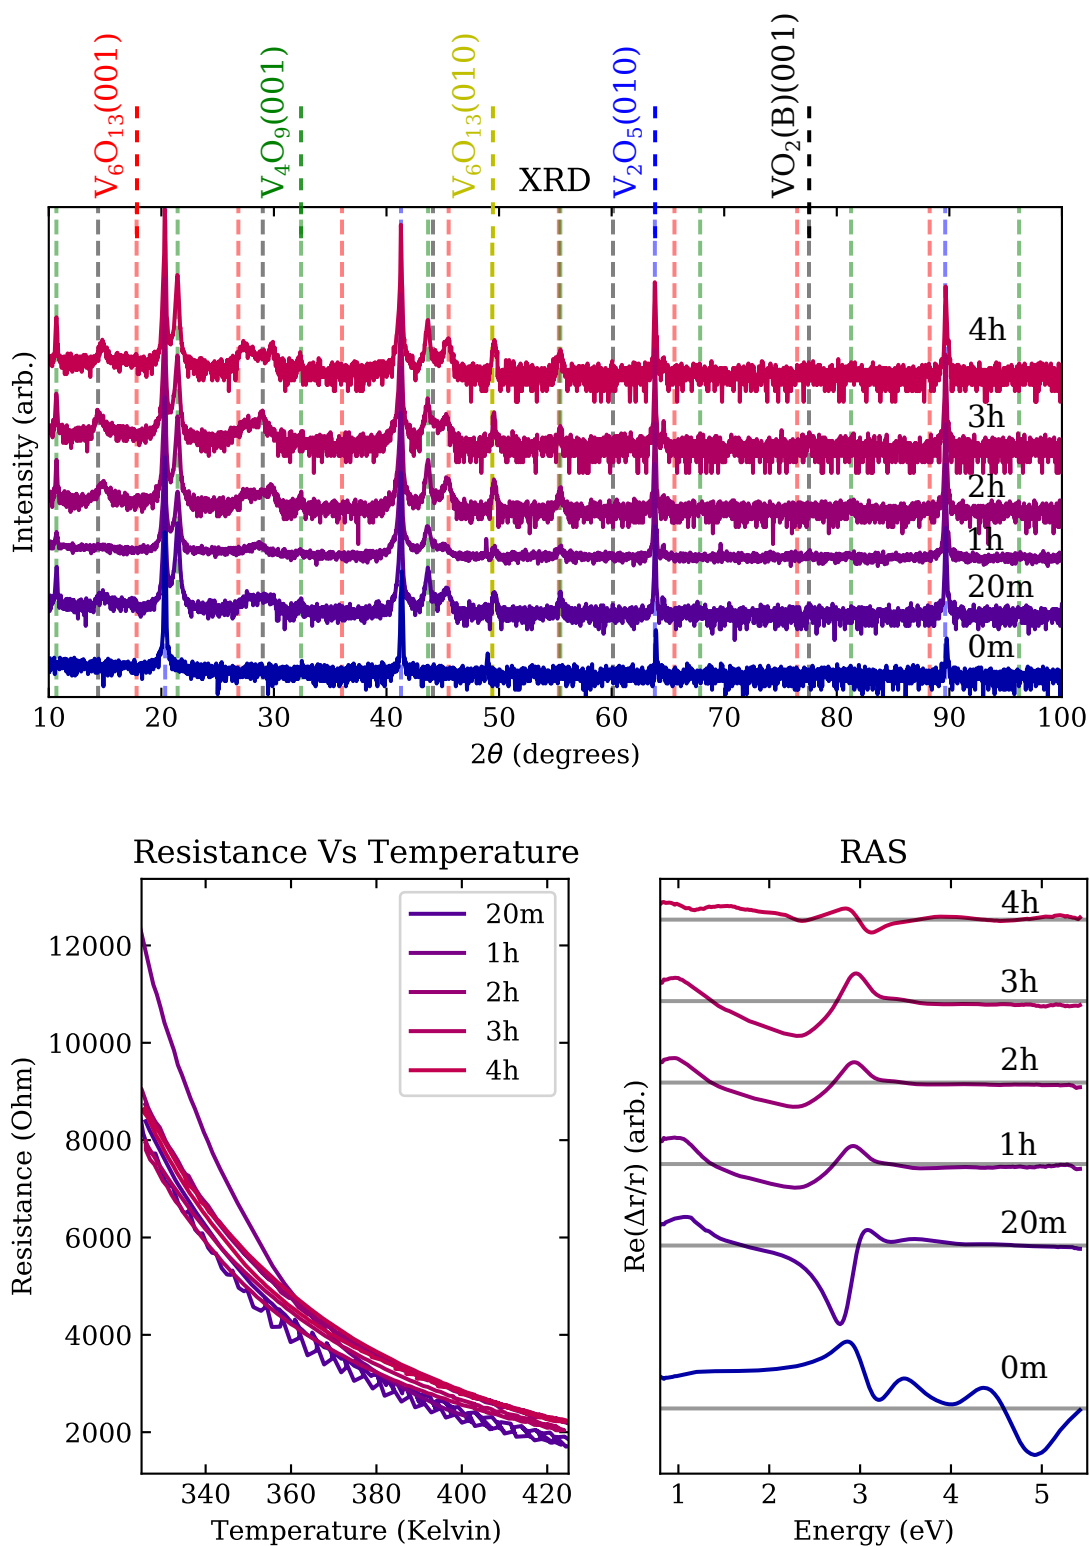 V₆O₁₃(001)
V₄O₉(001)
V₆O₁₃(010)
V₂O₅(010)
VO₂(B)(001)
XRD
Intensity (arb.)
4h
3h
2h
1h
20m
0m
10 20 30 40 50 60 70 80 90 100
2θ (degrees)
Resistance Vs Temperature
Resistance (Ohm)
12000
10000
8000
6000
4000
2000
20m
1h
2h
3h
4h
340 360 380 400 420
Temperature (Kelvin)
RAS
Re(Δr/r) (arb.)
4h
3h
2h
1h
20m
0m
1 2 3 4 5
Energy (eV)